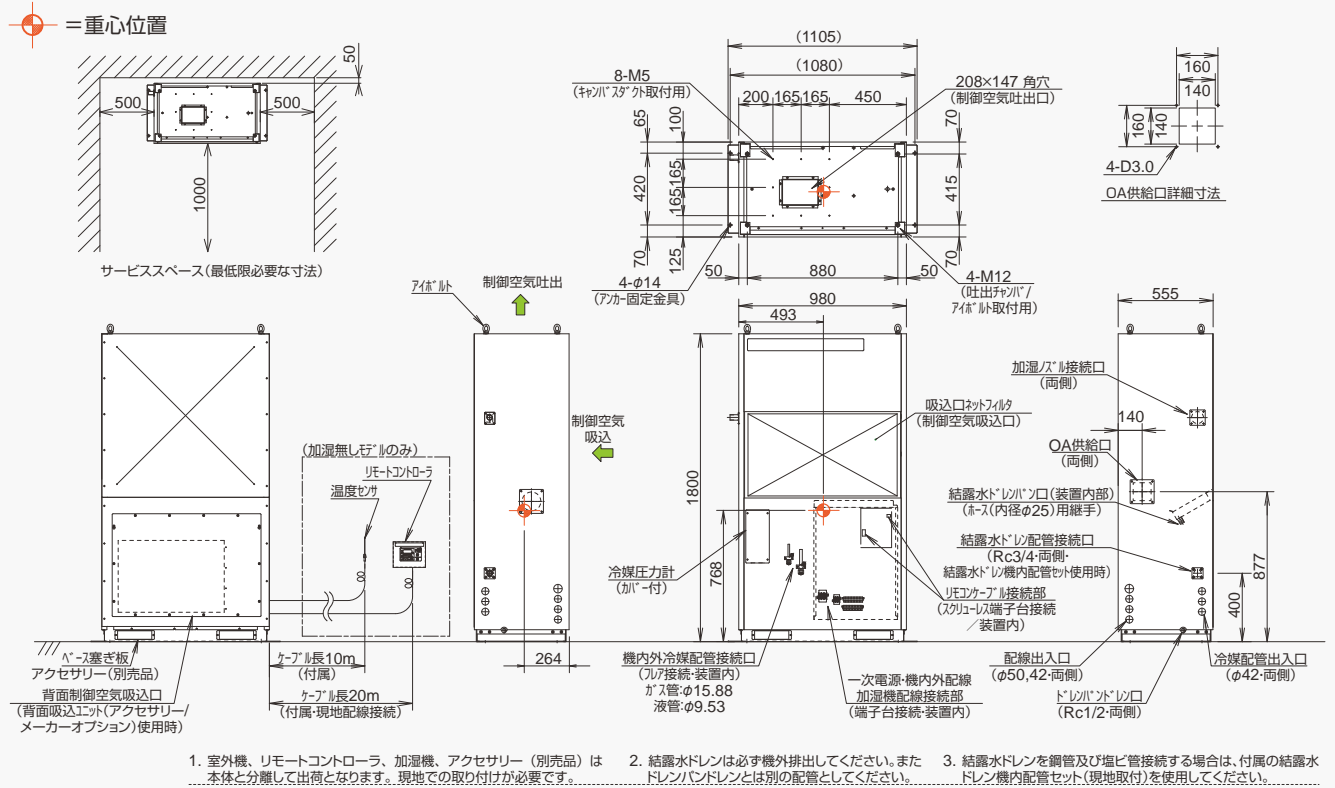 ＝重心位置
50
500
500
1000
サービススペース(最低限必要な寸法)
(1105)
(1080)
8-M5
(キャンバスダクト取付用)
200
165
165
450
208×147 角穴
(制御空気吐出口)
65
100
70
420
165
165
415
70
125
70
50
880
50
4-φ14
(アンカー固定金具)
4-M12
(吐出チャンバ/
アイボルト取付用)
160
140
160
140
4-D3.0
OA供給口詳細寸法
アイボルト
制御空気吐出
制御空気
吸込
(加湿無しモデルのみ)
リモートコントローラ
温度センサ
980
493
1800
768
吸込口ネットフィルタ
(制御空気吸込口)
冷媒圧力計
(カバー付)
555
加湿ノズル接続口
(両側)
140
OA供給口
(両側)
結露水ドレンパン口(装置内部)
(ホース(内径φ25)用継手)
結露水ドレン配管接続口
(Rc3/4・両側・
結露水ドレン機内配管セット使用時)
リモコンケーブル接続部
(スクリューレス端子台接続
／装置内)
877
400
ベース塞ぎ板
アクセサリー(別売品)
背面制御空気吸込口
(背面吸込ユニット(アクセサリー/
メーカーオプション)使用時)
ケーブル長10m
(付属)
ケーブル長20m
(付属・現地配線接続)
264
機内外冷媒配管接続口
(フレア接続・装置内)
ガス管:φ15.88
液管:φ9.53
一次電源・機内外配線
加湿機配線接続部
(端子台接続・装置内)
配線出入口
(φ50,42・両側)
ドレンパンドレン口
(Rc1/2・両側)
冷媒配管出入口
(φ42・両側)
1. 室外機、リモートコントローラ、加湿機、アクセサリー（別売品）は
本体と分離して出荷となります。現地での取り付けが必要です。
2. 結露水ドレンは必ず機外排出してください。また
ドレンパンドレンとは別の配管としてください。
3. 結露水ドレンを鋼管及び塩ビ管接続する場合は、付属の結露水
ドレン機内配管セット(現地取付)を使用してください。